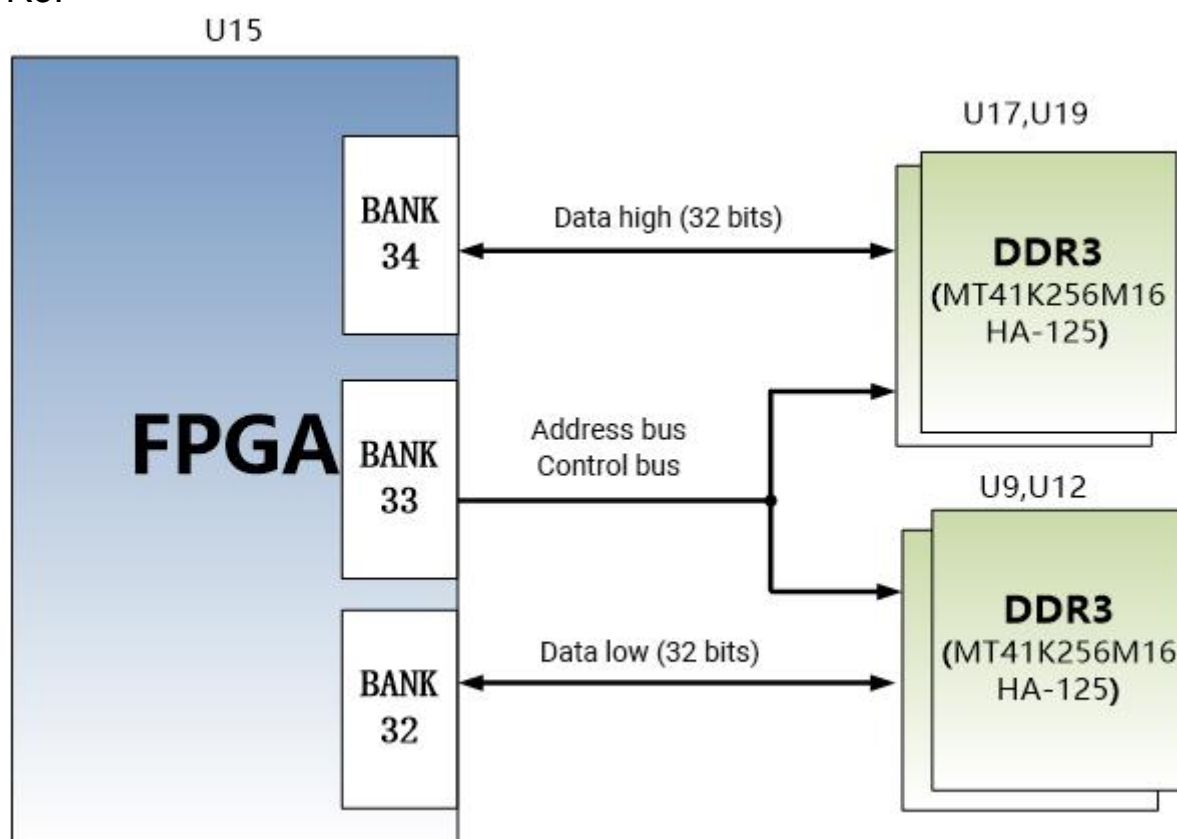 U15
FPGA
BANK
34
BANK
33
BANK
32
Data high (32 bits)
Address bus
Control bus
Data low (32 bits)
U17,U19
DDR3
(MT41K256M16
HA-125)
U9,U12
DDR3
(MT41K256M16
HA-125)